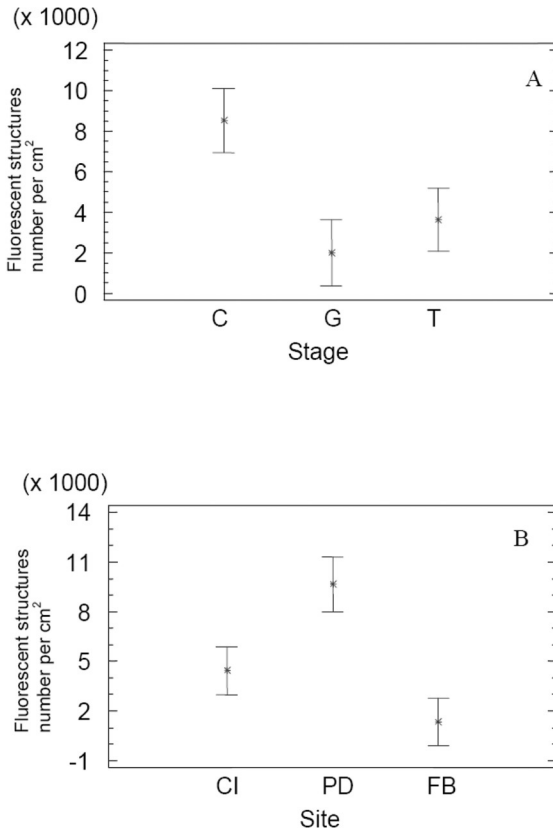 (x 1000)
A
Fluorescent structures
number per cm²
12
10
8
6
4
2
0
C G T
Stage
(x 1000)
B
Fluorescent structures
number per cm²
14
11
8
5
2
-1
CI PD FB
Site